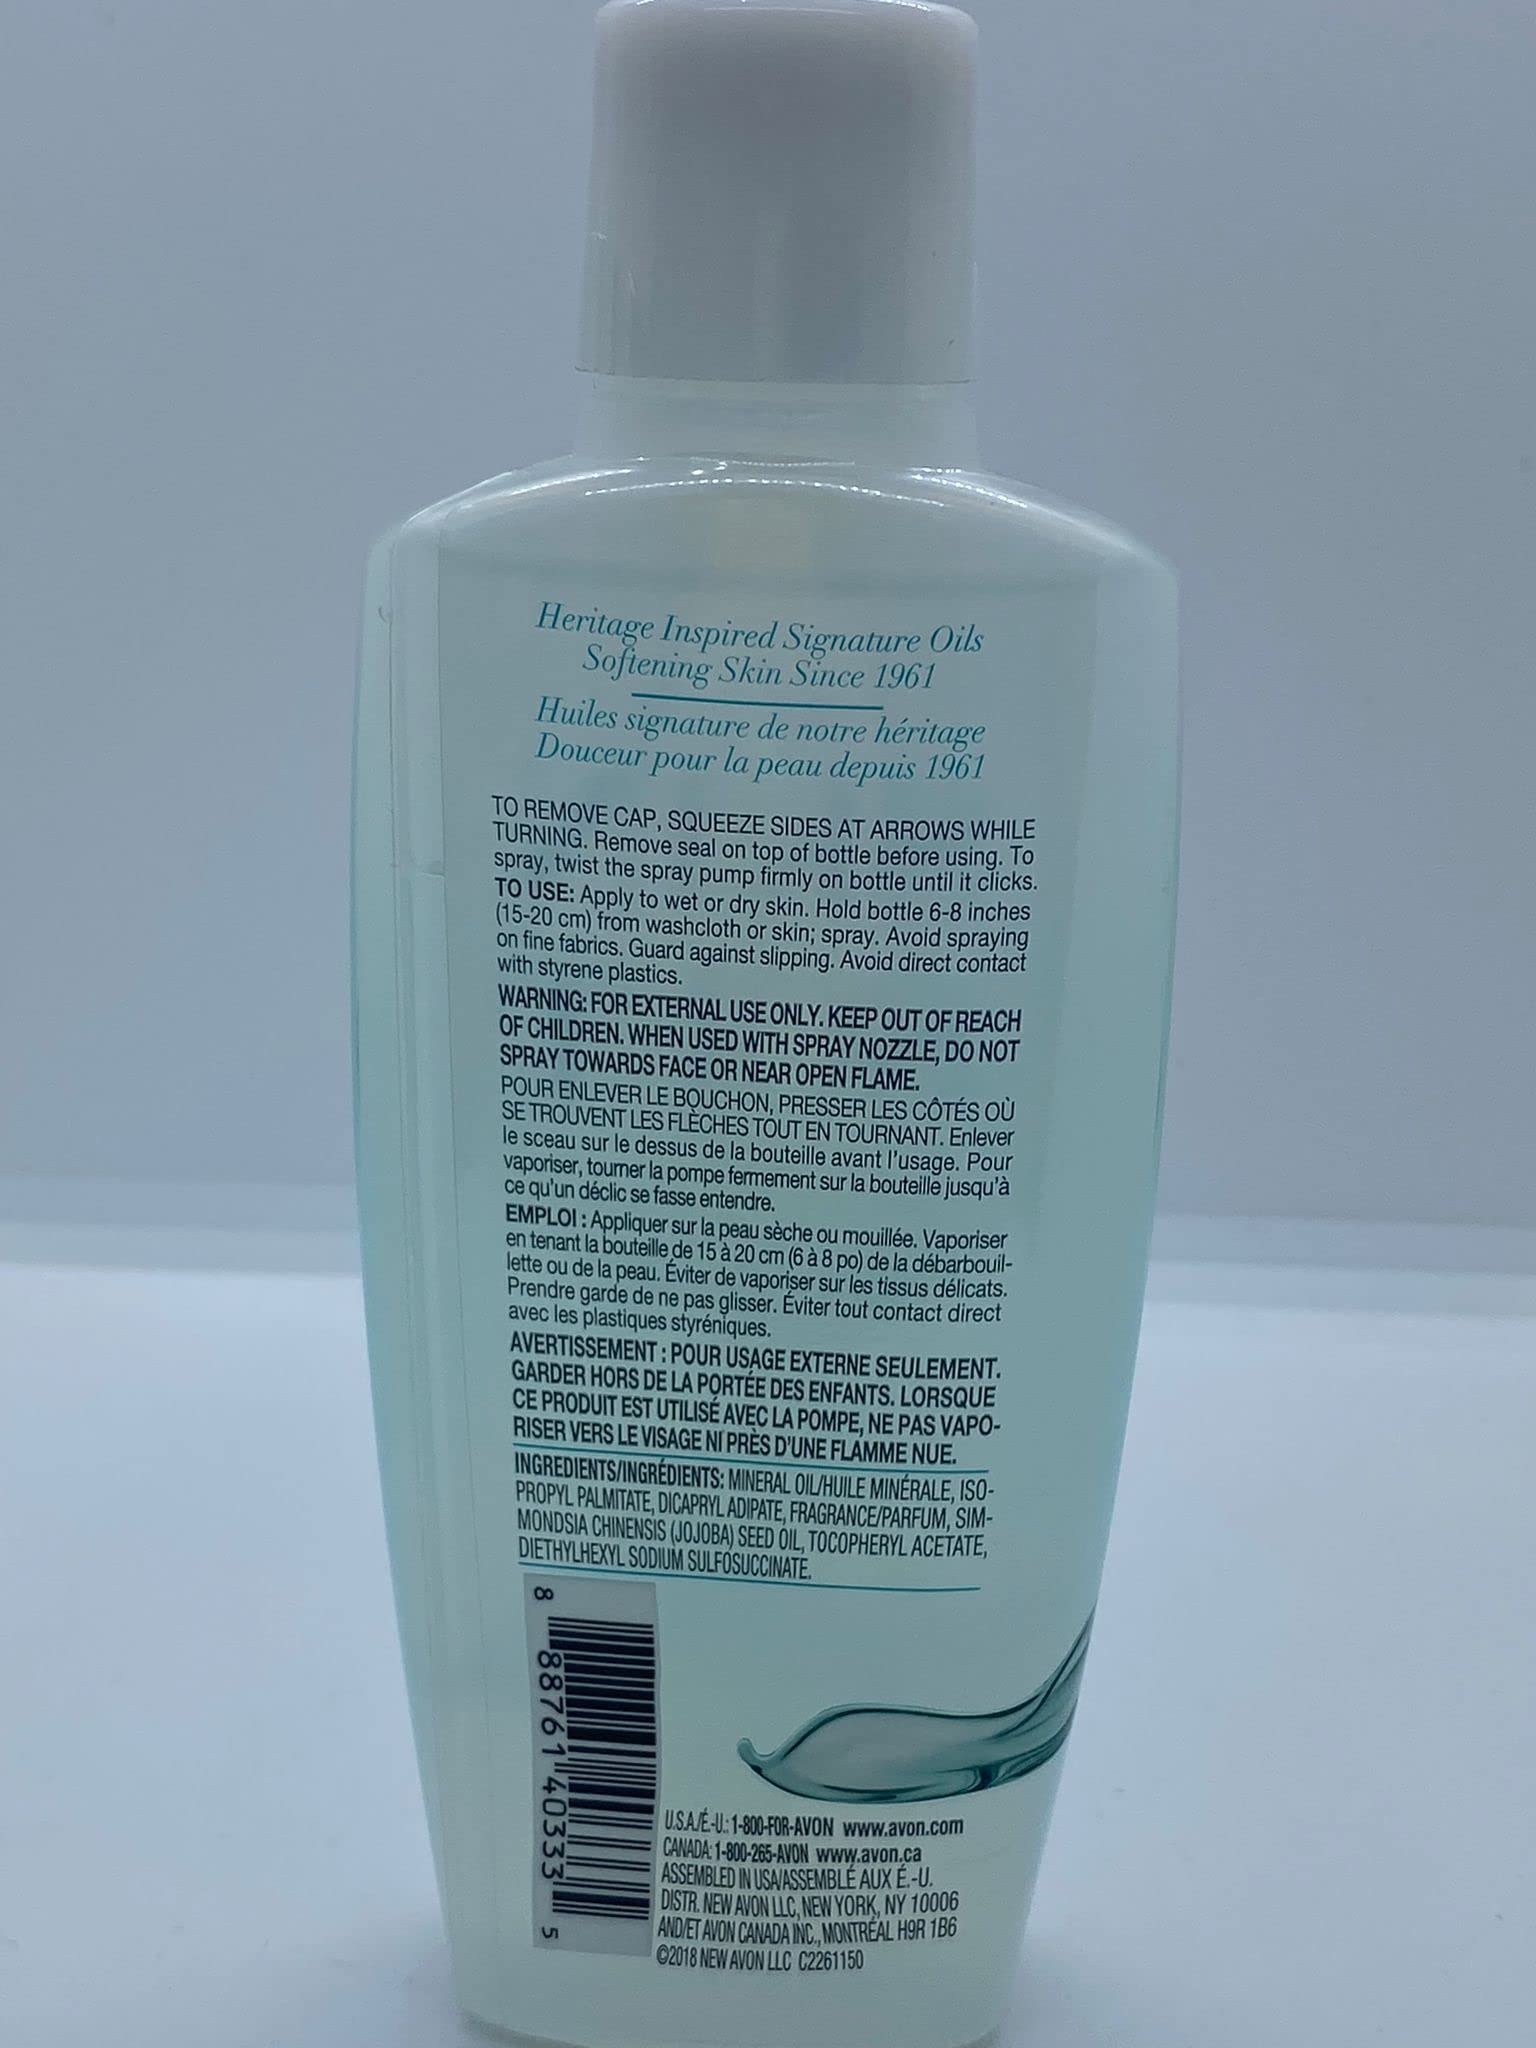 Heritage Inspired Signature Oils
Softening Skin Since 1961
Huiles signature de notre héritage
Douceur pour la peau depuis 1961
TO REMOVE CAP, SQUEEZE SIDES AT ARROWS WHILE
TURNING. Remove seal on top of bottle before using. To
spray, twist the spray pump firmly on bottle until it clicks.
TO USE: Apply to wet or dry skin. Hold bottle 6-8 inches
(15-20 cm) from washcloth or skin; spray. Avoid spraying
on fine fabrics. Guard against slipping. Avoid direct contact
with styrene plastics.
WARNING: FOR EXTERNAL USE ONLY. KEEP OUT OF REACH
OF CHILDREN. WHEN USED WITH SPRAY NOZZLE, DO NOT
SPRAY TOWARDS FACE OR NEAR OPEN FLAME.
POUR ENLEVER LE BOUCHON, PRESSER LES CÔTÉS OÙ
SE TROUVENT LES FLÈCHES TOUT EN TOURNANT. Enlever
le sceau sur le dessus de la bouteille avant l'usage. Pour
vaporiser, tourner la pompe fermement sur la bouteille jusqu'à
ce qu'un déclic se fasse entendre.
EMPLOI : Appliquer sur la peau sèche ou mouillée. Vaporiser
en tenant la bouteille de 15 à 20 cm (6 à 8 po) de la débarbouil-
lette ou de la peau. Éviter de vaporiser sur les tissus délicats.
Prendre garde de ne pas glisser. Éviter tout contact direct
avec les plastiques styréniques.
AVERTISSEMENT : POUR USAGE EXTERNE SEULEMENT.
GARDER HORS DE LA PORTÉE DES ENFANTS. LORSQUE
CE PRODUIT EST UTILISÉ AVEC LA POMPE, NE PAS VAPO-
RISER VERS LE VISAGE NI PRÈS D'UNE FLAMME NUE.
INGREDIENTS/INGRÉDIENTS: MINERAL OIL/HUILE MINÉRALE, ISO-
PROPYL PALMITATE, DICAPRYL ADIPATE, FRAGRANCE/PARFUM, SIM-
MONDSIA CHINENSIS (JOJOBA) SEED OIL, TOCOPHERYL ACETATE,
DIETHYLHEXYL SODIUM SULFOSUCCINATE.
8 88761 40333 5
U.S.A./É.-U.: 1-800-FOR-AVON www.avon.com
CANADA: 1-800-265-AVON www.avon.ca
ASSEMBLED IN USA/ASSEMBLÉ AUX É.-U.
DISTR. NEW AVON LLC, NEW YORK, NY 10006
AND/ET AVON CANADA INC., MONTRÉAL H9R 1B6
©2018 NEW AVON LLC C2261150